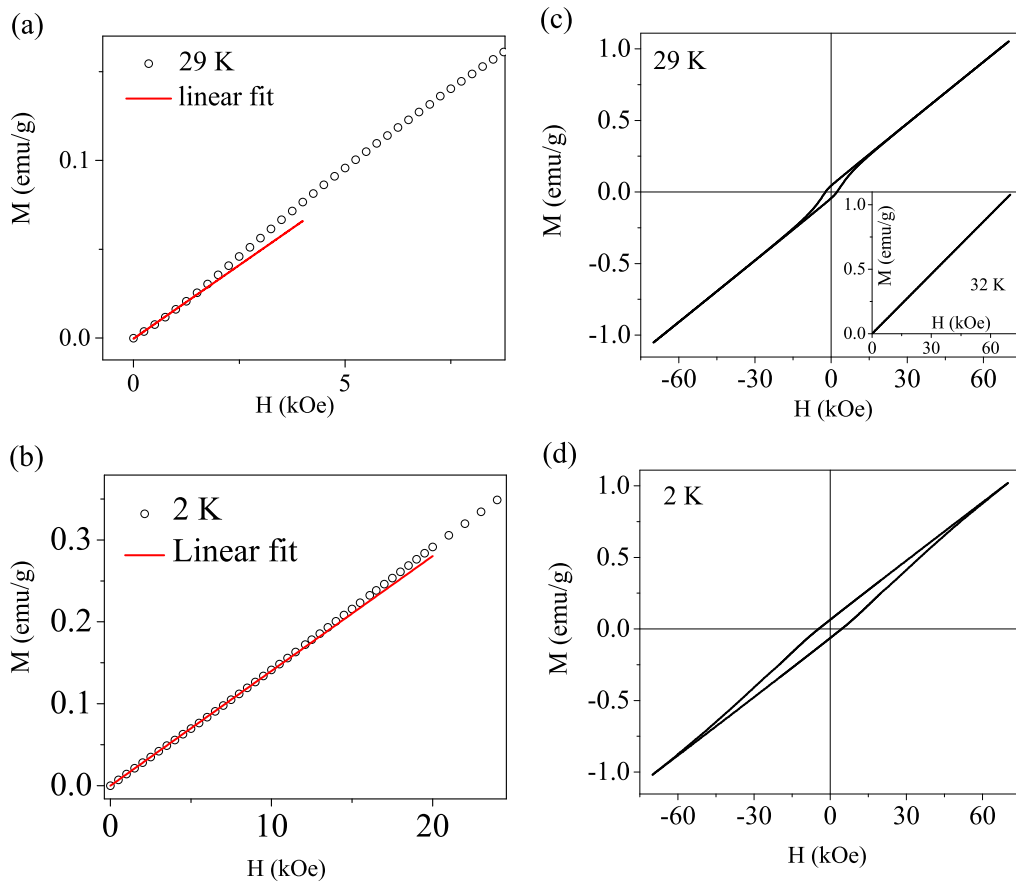 (a)
29 K
linear fit
M (emu/g)
0.1
0.0
0
5
H (kOe)
(c)
29 K
M (emu/g)
1.0
0.5
0.0
-0.5
-1.0
-60
-30
0
30
60
H (kOe)
M (emu/g)
1.0
0.5
0.0
32 K
H (kOe)
0
30
60
(b)
2 K
Linear fit
M (emu/g)
0.3
0.2
0.1
0.0
0
10
20
H (kOe)
(d)
2 K
M (emu/g)
1.0
0.5
0.0
-0.5
-1.0
-60
-30
0
30
60
H (kOe)